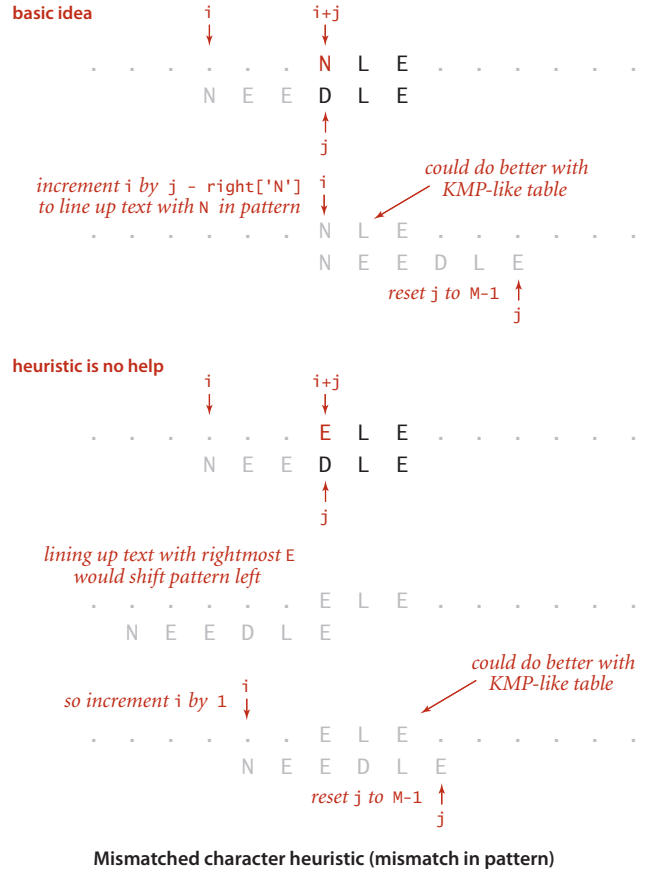 basic idea
i i+j
. . . . . . N L E . . . . . .
N E E D L E
j
increment i by j - right['N'] i
to line up text with N in pattern
could do better with
KMP-like table
. . . . . . N L E . . . . . .
N E E D L E
reset j to M-1
j
heuristic is no help
i i+j
. . . . . . E L E . . . . . .
N E E D L E
j
lining up text with rightmost E
would shift pattern left
. . . . . . E L E . . . . . .
N E E D L E
could do better with
KMP-like table
so increment i by 1 i
. . . . . . E L E . . . . . .
N E E D L E
reset j to M-1
j
Mismatched character heuristic (mismatch in pattern)